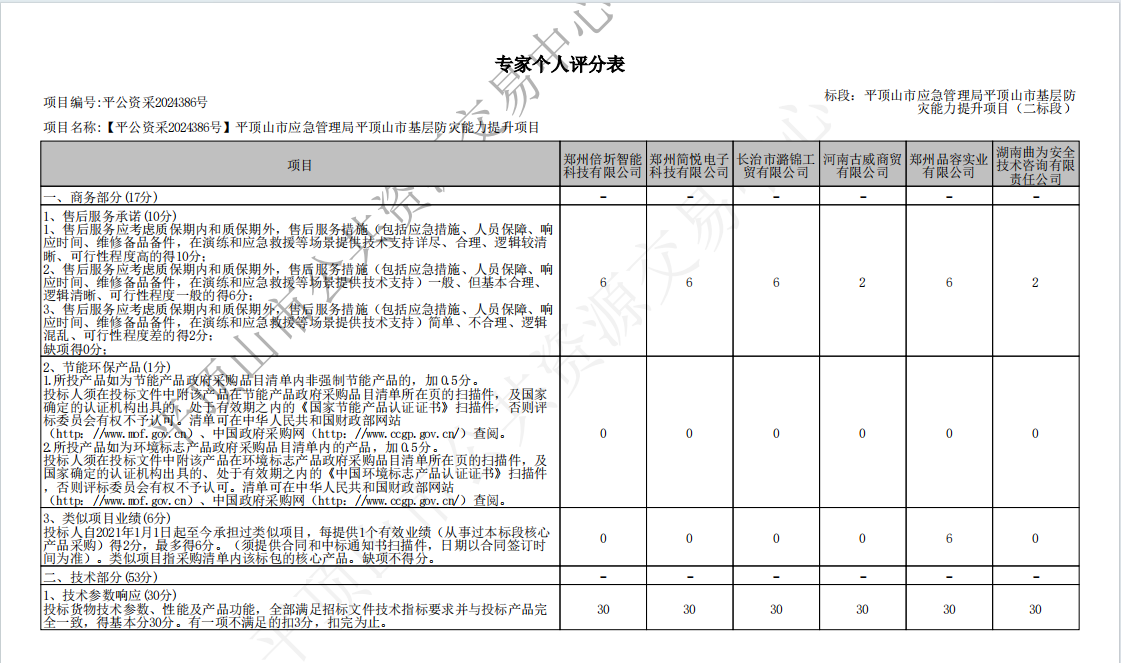 专家个人评分表
项目编号:平公资采2024386号
标段：平顶山市应急管理局平顶山市基层防
灾能力提升项目（二标段）
项目名称:【平公资采2024386号】平顶山市应急管理局平顶山市基层防灾能力提升项目
项目
郑州倍圻智能
科技有限公司
郑州简悦电子
科技有限公司
长治市潞锦工
贸有限公司
河南古威商贸
有限公司
郑州品容实业
有限公司
湖南曲为安全
技术咨询有限
责任公司
一、商务部分(17分) - - - - - -
1、售后服务承诺(10分)
1、售后服务应考虑质保期内和质保期外，售后服务措施（包括应急措施、人员保障、响
应时间、维修备品备件，在演练和应急救援等场景提供技术支持详尽、合理、逻辑较清
晰、可行性程度高的得10分；
2、售后服务应考虑质保期内和质保期外，售后服务措施（包括应急措施、人员保障、响
应时间、维修备品备件，在演练和应急救援等场景提供技术支持）一般、但基本合理、
逻辑清晰、可行性程度一般的得6分；
3、售后服务应考虑质保期内和质保期外，售后服务措施（包括应急措施、人员保障、响
应时间、维修备品备件，在演练和应急救援等场景提供技术支持）简单、不合理、逻辑
混乱、可行性程度差的得2分；
缺项得0分；
6 6 6 2 6 2
2、节能环保产品(1分)
1.所投产品如为节能产品政府采购品目清单内非强制节能产品的，加0.5分。
投标人须在投标文件中附该产品在节能产品政府采购品目清单所在页的扫描件，及国家
确定的认证机构出具的、处于有效期之内的《国家节能产品认证证书》扫描件，否则评
标委员会有权不予认可。清单可在中华人民共和国财政部网站
（http：//www.mof.gov.cn）、中国政府采购网（http：//www.ccgp.gov.cn/）查阅。
2.所投产品如为环境标志产品政府采购品目清单内的产品，加0.5分。
投标人须在投标文件中附该产品在环境标志产品政府采购品目清单所在页的扫描件，及
国家确定的认证机构出具的、处于有效期之内的《中国环境标志产品认证证书》扫描件
，否则评标委员会有权不予认可。清单可在中华人民共和国财政部网站
（http：//www.mof.gov.cn）、中国政府采购网（http：//www.ccgp.gov.cn/）查阅。
0 0 0 0 0 0
3、类似项目业绩(6分)
投标人自2021年1月1日起至今承担过类似项目，每提供1个有效业绩（从事过本标段核心
产品采购）得2分，最多得6分。（须提供合同和中标通知书扫描件，日期以合同签订时
间为准）。类似项目指采购清单内该标包的核心产品。缺项不得分。
0 0 0 0 6 0
二、技术部分(53分) - - - - - -
1、技术参数响应(30分)
投标货物技术参数、性能及产品功能，全部满足招标文件技术指标要求并与投标产品完
全一致，得基本分30分。有一项不满足的扣3分，扣完为止。
30 30 30 30 30 30
平顶山市公共资源交易中心
平顶山市公共资源交易中心